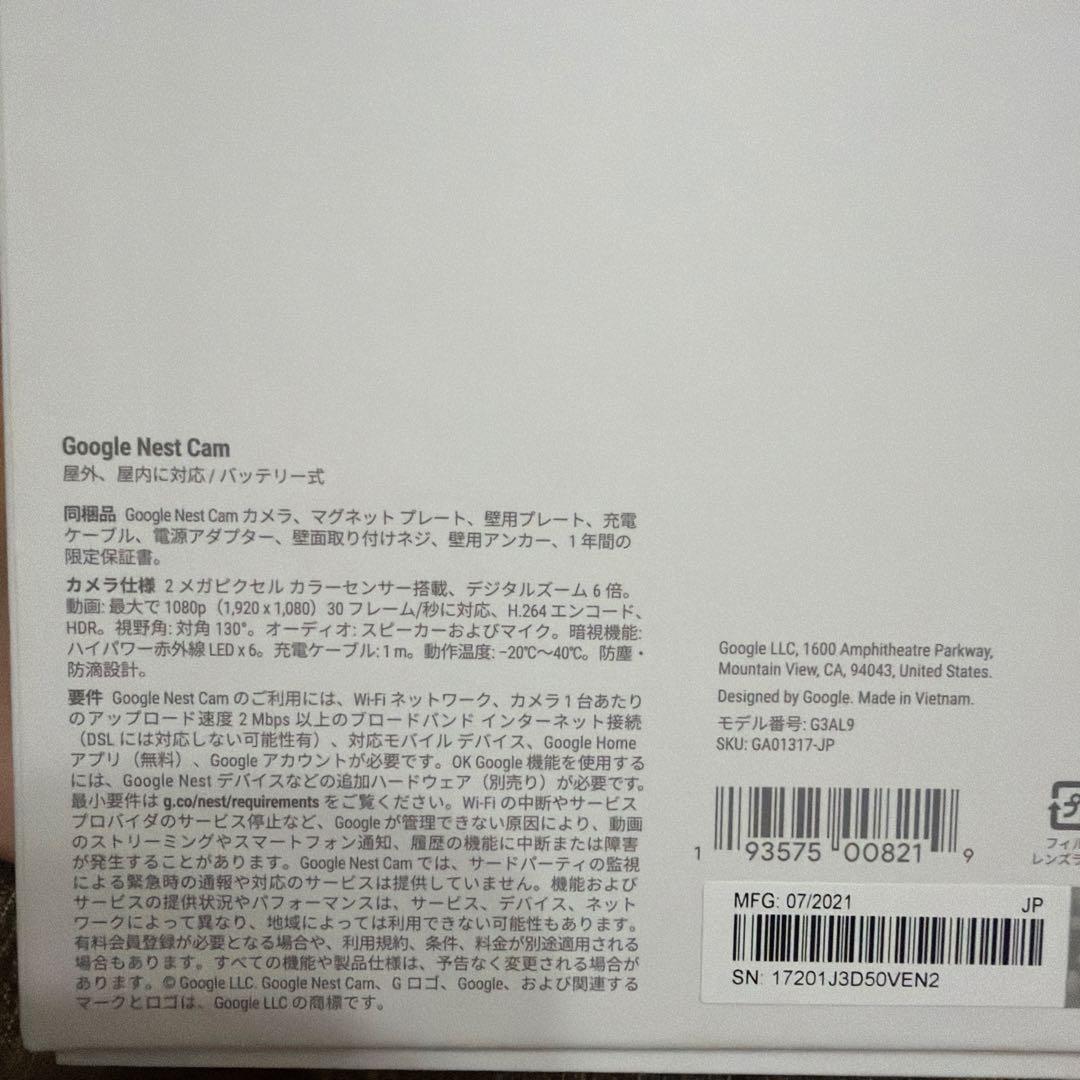 Google Nest Cam
屋外、屋内に対応 / バッテリー式
同梱品 Google Nest Cam カメラ、マグネット プレート、壁用プレート、充電
ケーブル、電源アダプター、壁面取り付けネジ、壁用アンカー、1 年間の
限定保証書。
カメラ仕様 2 メガピクセル カラーセンサー搭載、デジタルズーム 6 倍。
動画: 最大で 1080p（1,920 x 1,080）30 フレーム/秒に対応、H.264 エンコード、
HDR。視野角: 対角 130°。オーディオ: スピーカーおよびマイク。暗視機能:
ハイパワー赤外線 LED x 6。充電ケーブル: 1 m。動作温度: −20℃〜40℃。防塵・
防滴設計。
要件 Google Nest Cam のご利用には、Wi-Fi ネットワーク、カメラ 1 台あたり
のアップロード速度 2 Mbps 以上のブロードバンド インターネット接続
（DSL には対応しない可能性有）、対応モバイル デバイス、Google Home
アプリ（無料）、Google アカウントが必要です。OK Google 機能を使用する
には、Google Nest デバイスなどの追加ハードウェア（別売り）が必要です。
最小要件は g.co/nest/requirements をご覧ください。Wi-Fi の中断やサービス
プロバイダのサービス停止など、Google が管理できない原因により、動画
のストリーミングやスマートフォン通知、履歴の機能に中断または障害
が発生することがあります。Google Nest Cam では、サードパーティの監視
による緊急時の通報や対応のサービスは提供していません。機能および
サービスの提供状況やパフォーマンスは、サービス、デバイス、ネット
ワークによって異なり、地域によっては利用できない可能性もあります。
有料会員登録が必要となる場合や、利用規約、条件、料金が別途適用される
場合もあります。すべての機能や製品仕様は、予告なく変更される場合が
あります。© Google LLC. Google Nest Cam、G ロゴ、Google、および関連する
マークとロゴは、Google LLC の商標です。
Google LLC, 1600 Amphitheatre Parkway,
Mountain View, CA, 94043, United States.
Designed by Google. Made in Vietnam.
モデル番号: G3AL9
SKU: GA01317-JP
1 93575 00821 9
MFG: 07/2021 JP
SN: 17201J3D50VEN2